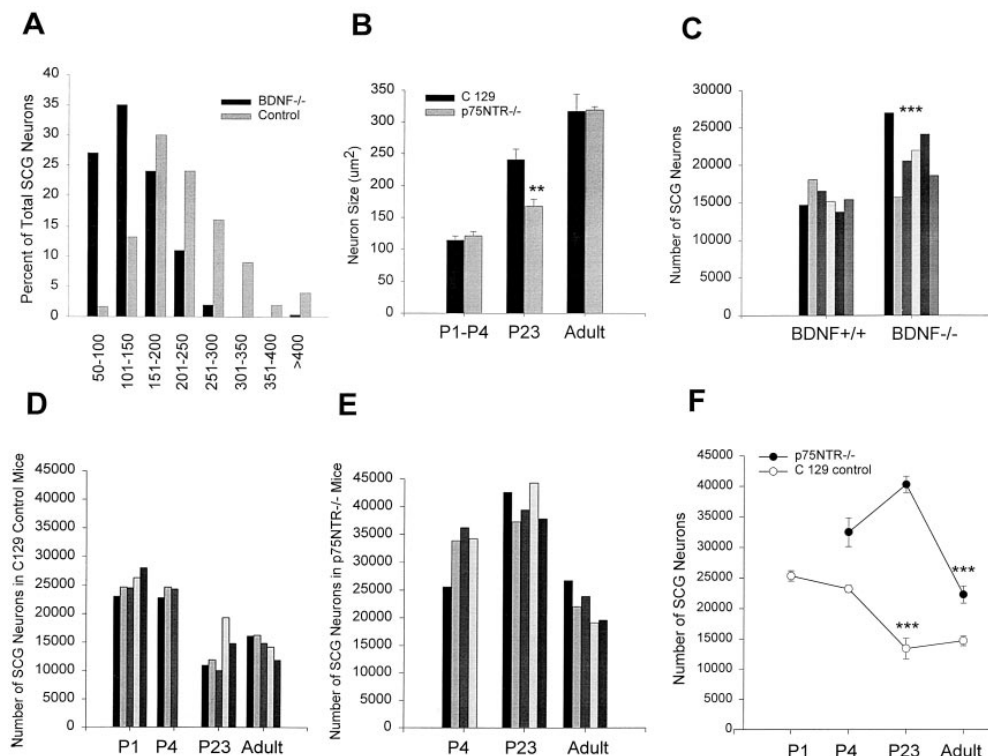 A
Percent of Total SCG Neurons
40
35
30
25
20
15
10
5
0
BDNF-/-
Control
50-100
101-150
151-200
201-250
251-300
301-350
351-400
>400
B
Neuron Size (um²)
350
300
250
200
150
100
50
0
C 129
p75NTR-/-
**
P1-P4 P23 Adult
C
Number of SCG Neurons
30000
25000
20000
15000
10000
5000
0
***
BDNF+/+ BDNF-/-
D
Number of SCG Neurons in C129 Control Mice
45000
40000
35000
30000
25000
20000
15000
10000
5000
0
P1 P4 P23 Adult
E
Number of SCG Neurons in p75NTR-/- Mice
45000
40000
35000
30000
25000
20000
15000
10000
5000
0
P4 P23 Adult
F
Number of SCG Neurons
45000
40000
35000
30000
25000
20000
15000
10000
5000
0
p75NTR-/-
C 129 control
***
***
P1 P4 P23 Adult